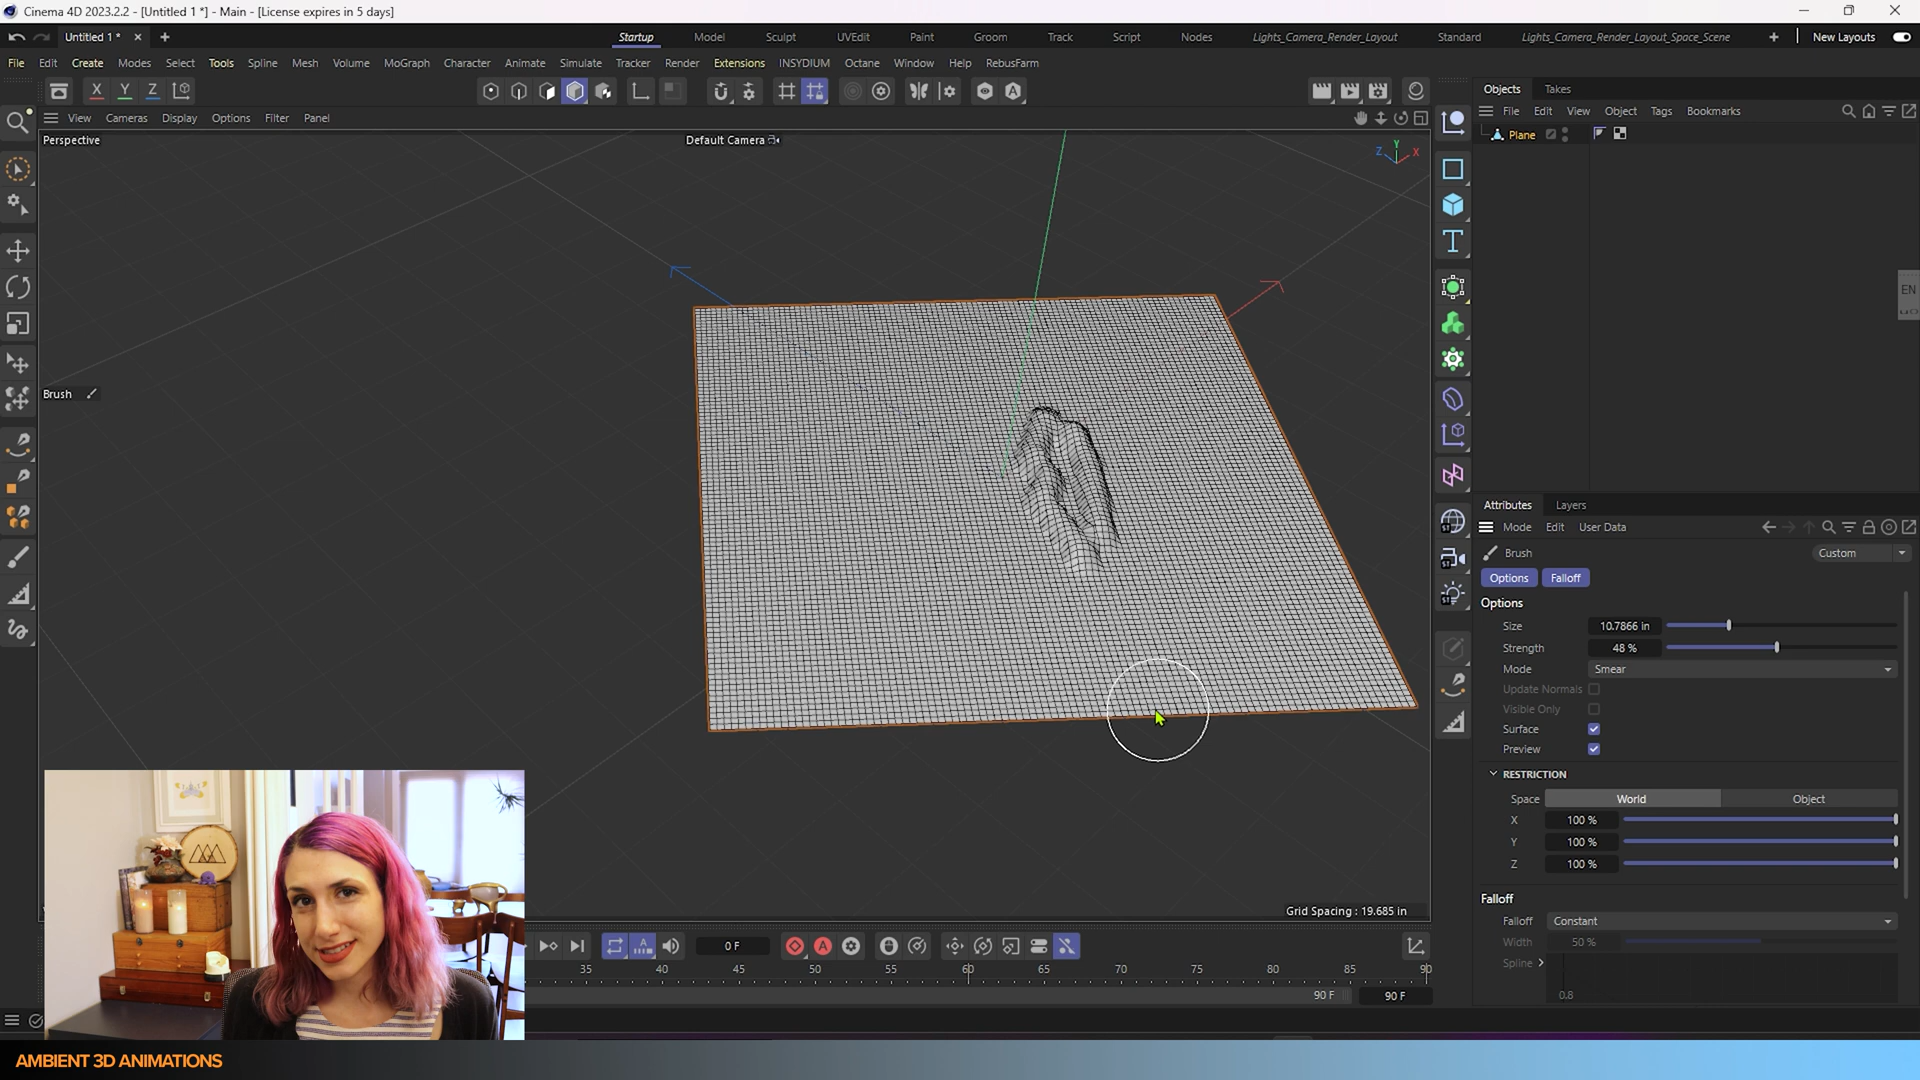 Cinema 4D 2023.2.2 - [Untitled 1 *] - Main - [License expires in 5 days]
Untitled 1 *
Startup Model Sculpt UVEdit Paint Groom Track Script Nodes Lights_Camera_Render_Layout Standard Lights_Camera_Render_Layout_Space_Scene New Layouts
File Edit Create Modes Select Tools Spline Mesh Volume MoGraph Character Animate Simulate Tracker Render Extensions INSYDIUM Octane Window Help RebusFarm
X Y Z
View Cameras Display Options Filter Panel
Perspective
Default Camera
Y
Z X
Brush
Grid Spacing : 19.685 in
Objects Takes
File Edit View Object Tags Bookmarks
Plane
EN
Attributes Layers
Mode Edit User Data
Brush
Custom
Options Falloff
Options
Size 10.7866 in
Strength 48 %
Mode Smear
Update Normals
Visible Only
Surface
Preview
RESTRICTION
Space World Object
X 100 %
Y 100 %
Z 100 %
Falloff
Falloff Constant
Width 50 %
Spline
0.8
0 F
35 40 45 50 55 60 65 70 75 80 85 90
90 F 90 F
AMBIENT 3D ANIMATIONS